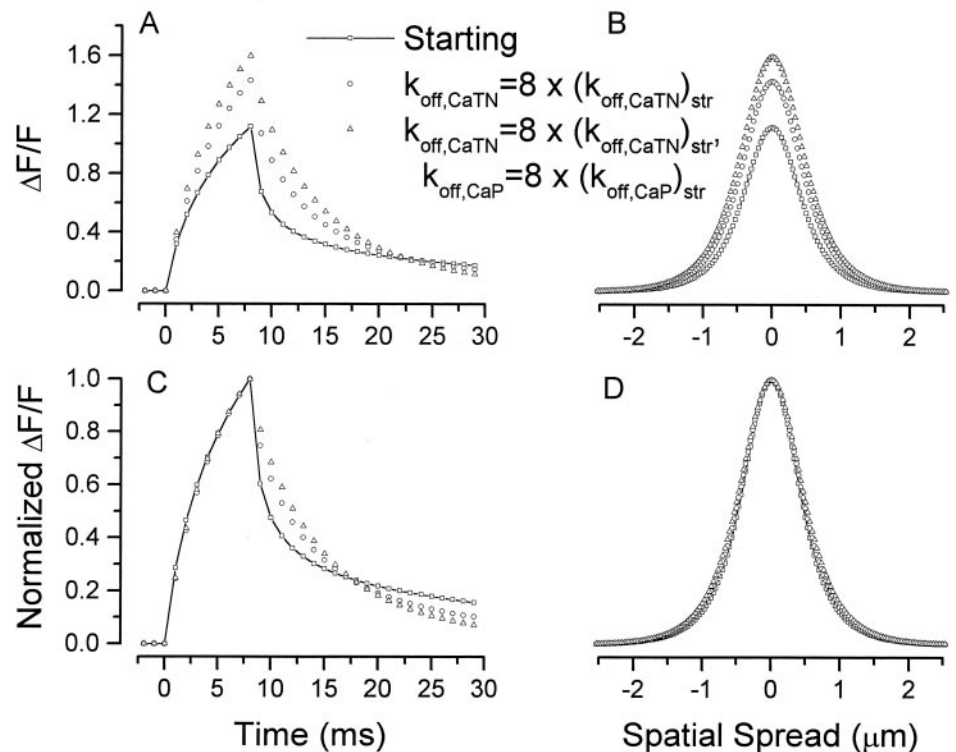 A
B
Starting
k_off,CaTN=8 x (k_off,CaTN)_str
k_off,CaTN=8 x (k_off,CaTN)_str,
k_off,CaP=8 x (k_off,CaP)_str
ΔF/F
1.6
1.2
0.8
0.4
0.0
0 5 10 15 20 25 30
-2 -1 0 1 2
C
D
Normalized ΔF/F
1.0
0.8
0.6
0.4
0.2
0.0
0 5 10 15 20 25 30
-2 -1 0 1 2
Time (ms)
Spatial Spread (μm)